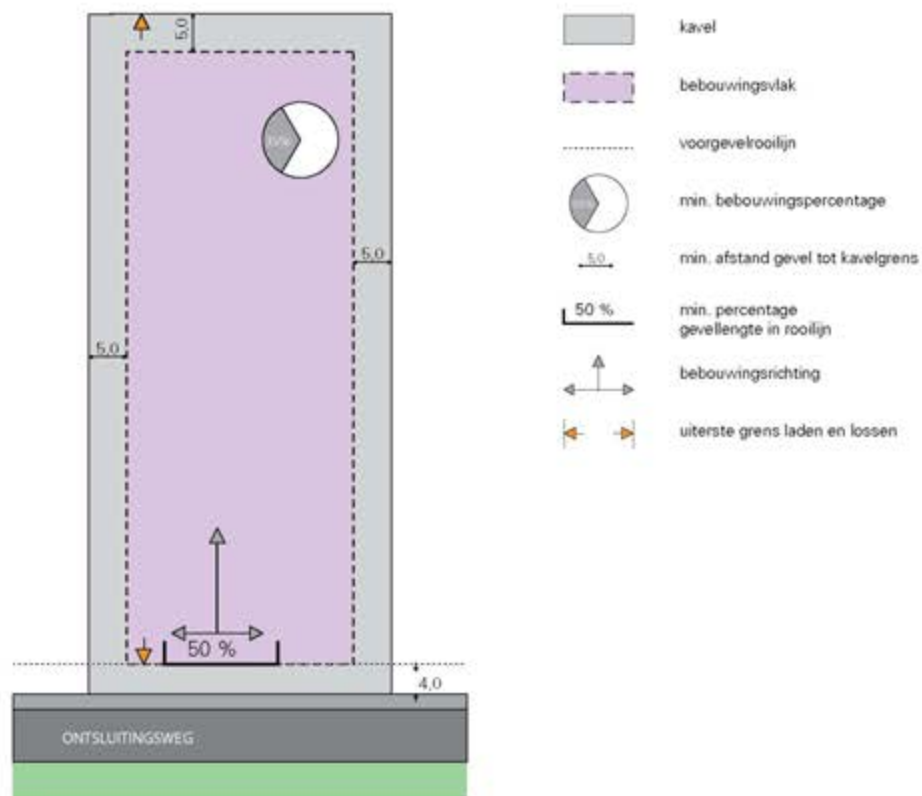 5,0
5,0
5,0
50 %
4,0
ONTSLUITINGSWEG
kavel
bebouwingsvlak
voorgevelrooilijn
min. bebouwingspercentage
5,0
min. afstand gevel tot kavelgrens
50 %
min. percentage
gevellengte in rooilijn
bebouwingsrichting
uiterste grens laden en lossen